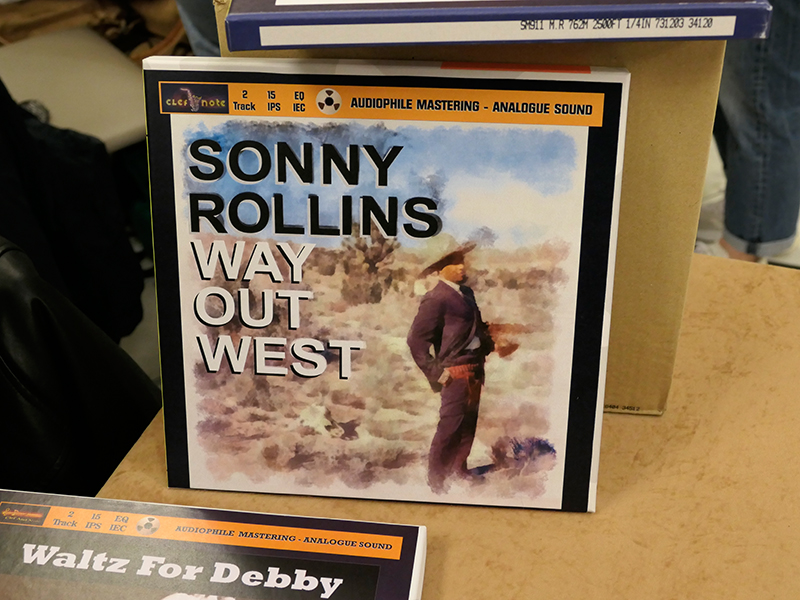 SM911 M.R 762M 2500FT 1/4IN 731203 34120
clef note
2 Track
15 IPS
EQ IEC
AUDIOPHILE MASTERING - ANALOGUE SOUND
SONNY
ROLLINS
WAY
OUT
WEST
2 Track
15 IPS
EQ IEC
AUDIOPHILE MASTERING - ANALOGUE SOUND
Waltz For Debby